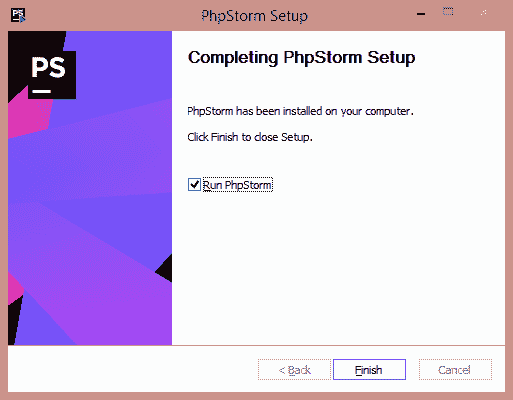 PS
PhpStorm Setup
PS
Completing PhpStorm Setup
PhpStorm has been installed on your computer.
Click Finish to close Setup.
Run PhpStorm
< Back
Finish
Cancel